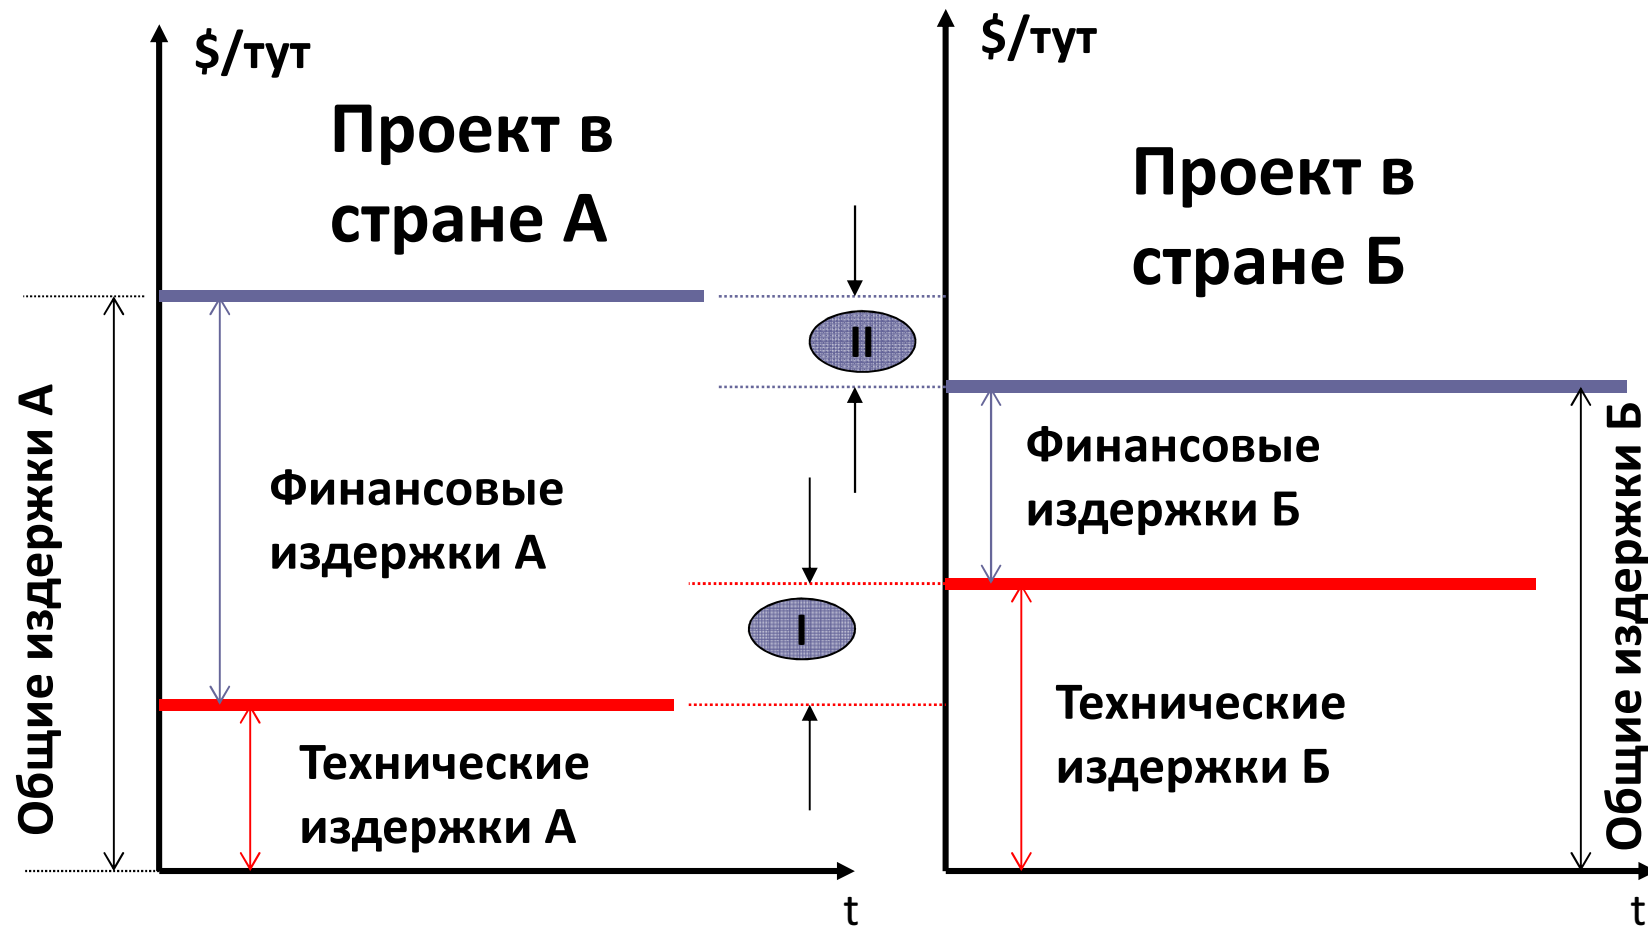 $/тут
Проект в
стране А
Общие издержки А
Финансовые
издержки А
Технические
издержки А
t
II
I
$/тут
Проект в
стране Б
Финансовые
издержки Б
Технические
издержки Б
Общие издержки Б
t